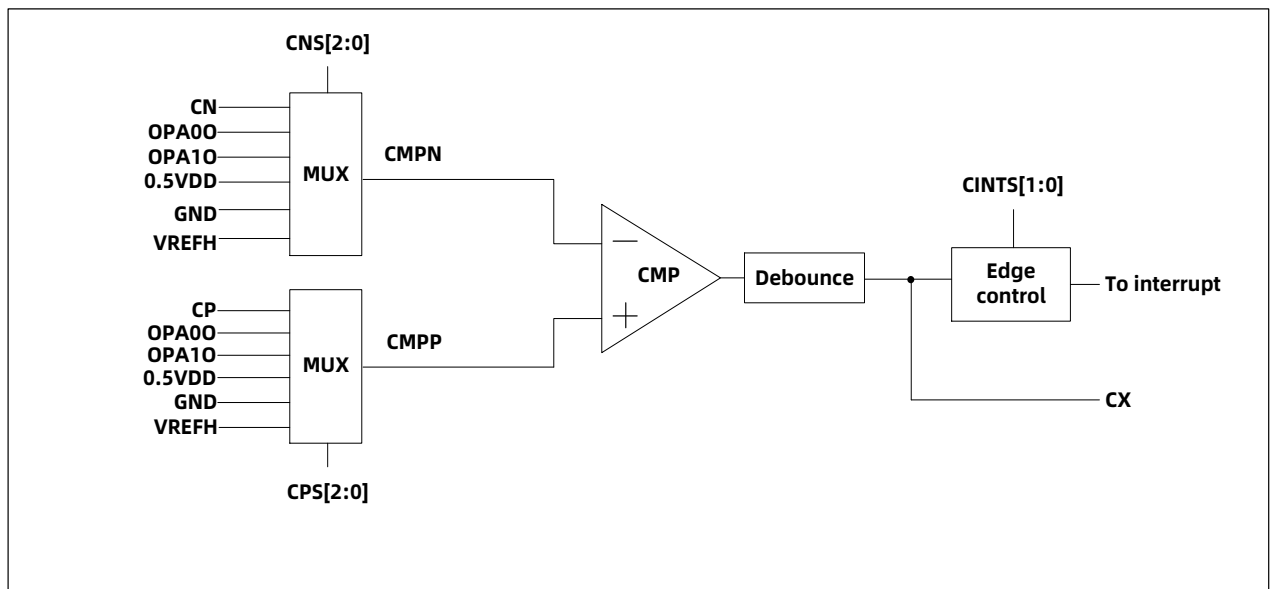 CNS[2:0]
CN
OPA0O
OPA1O
0.5VDD
GND
VREFH
MUX
CMPN
CP
OPA0O
OPA1O
0.5VDD
GND
VREFH
MUX
CMPP
CPS[2:0]
−
+
CMP
Debounce
CINTS[1:0]
Edge
control
To interrupt
CX